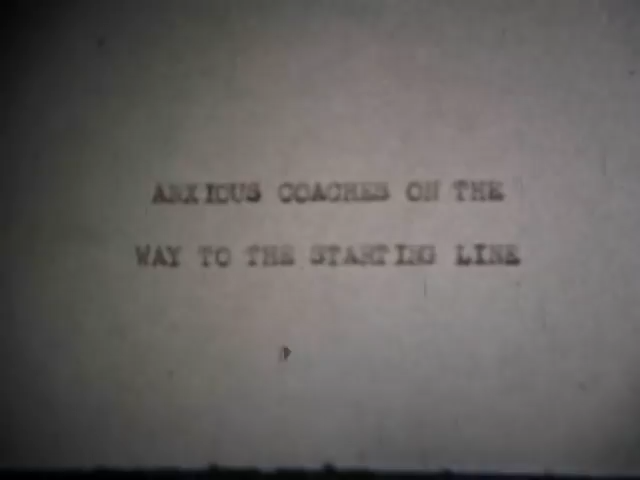 ANXIOUS COACHES ON THE
WAY TO THE STARTING LINE